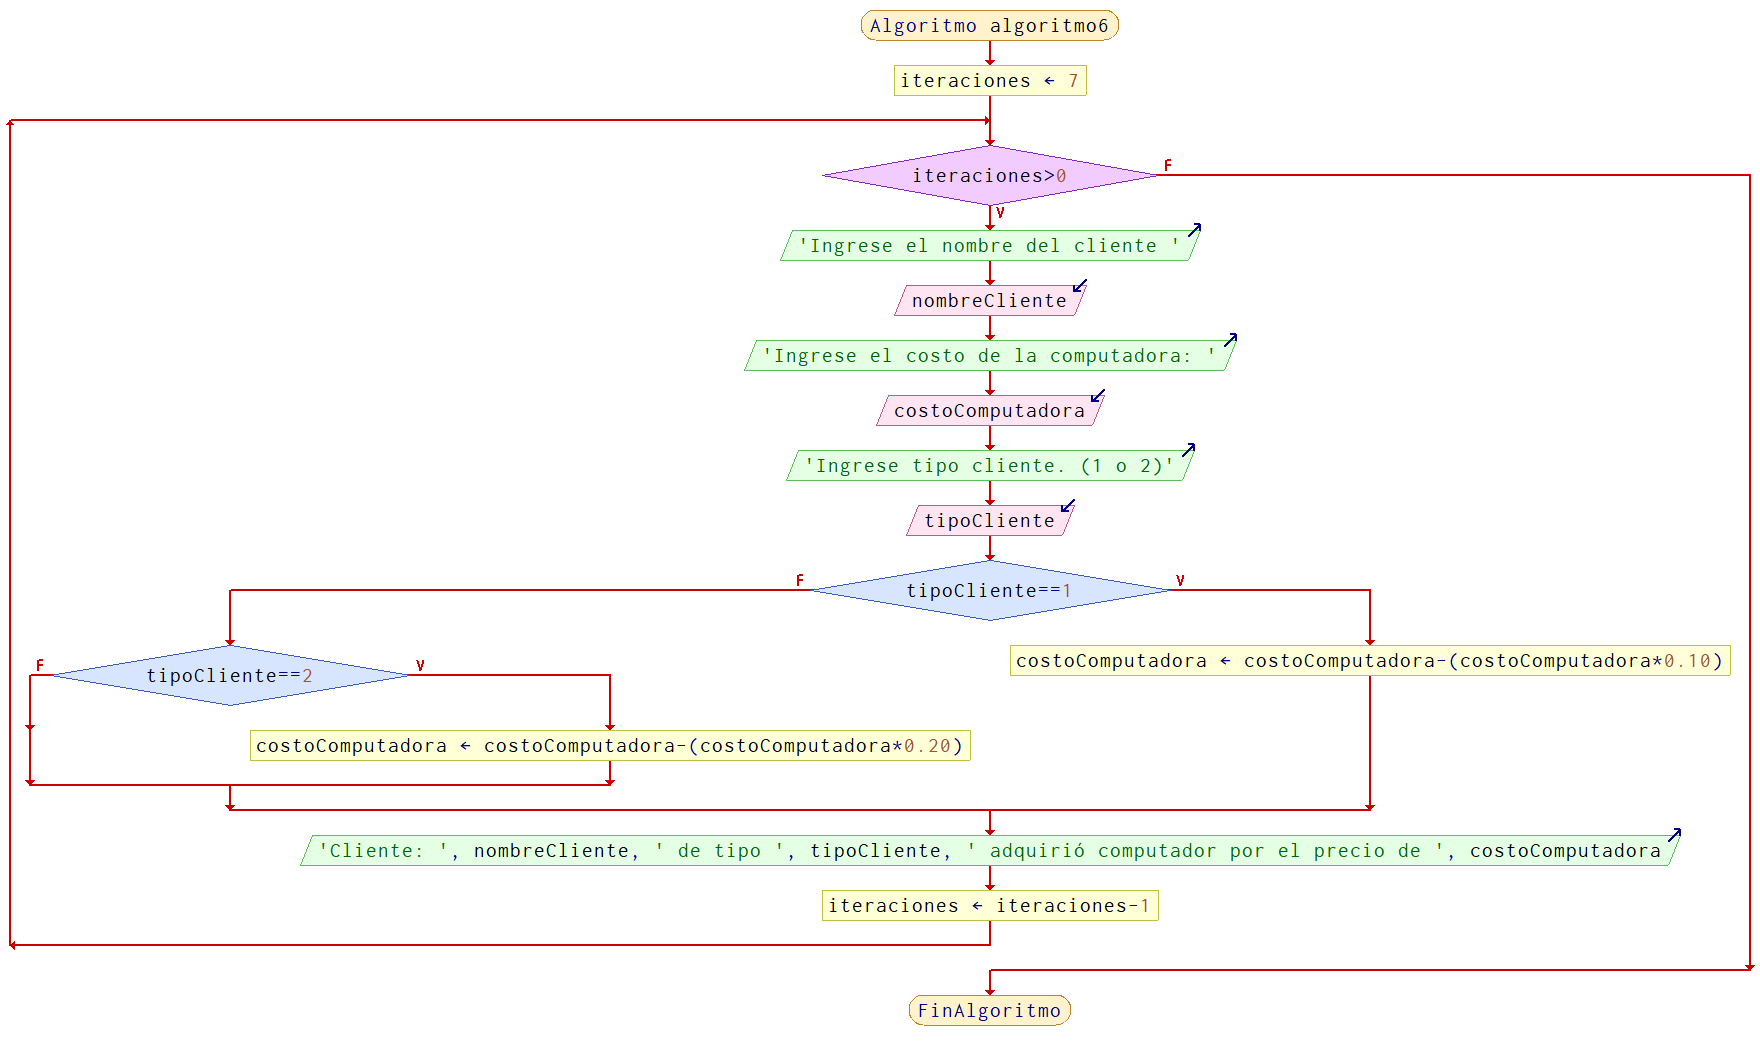 Algoritmo algoritmo6
iteraciones ← 7
iteraciones>0
F
V
'Ingrese el nombre del cliente '
nombreCliente
'Ingrese el costo de la computadora: '
costoComputadora
'Ingrese tipo cliente. (1 o 2)'
tipoCliente
F
tipoCliente==1
V
F
tipoCliente==2
V
costoComputadora ← costoComputadora-(costoComputadora*0.10)
costoComputadora ← costoComputadora-(costoComputadora*0.20)
'Cliente: ', nombreCliente, ' de tipo ', tipoCliente, ' adquirió computador por el precio de ', costoComputadora
iteraciones ← iteraciones-1
FinAlgoritmo